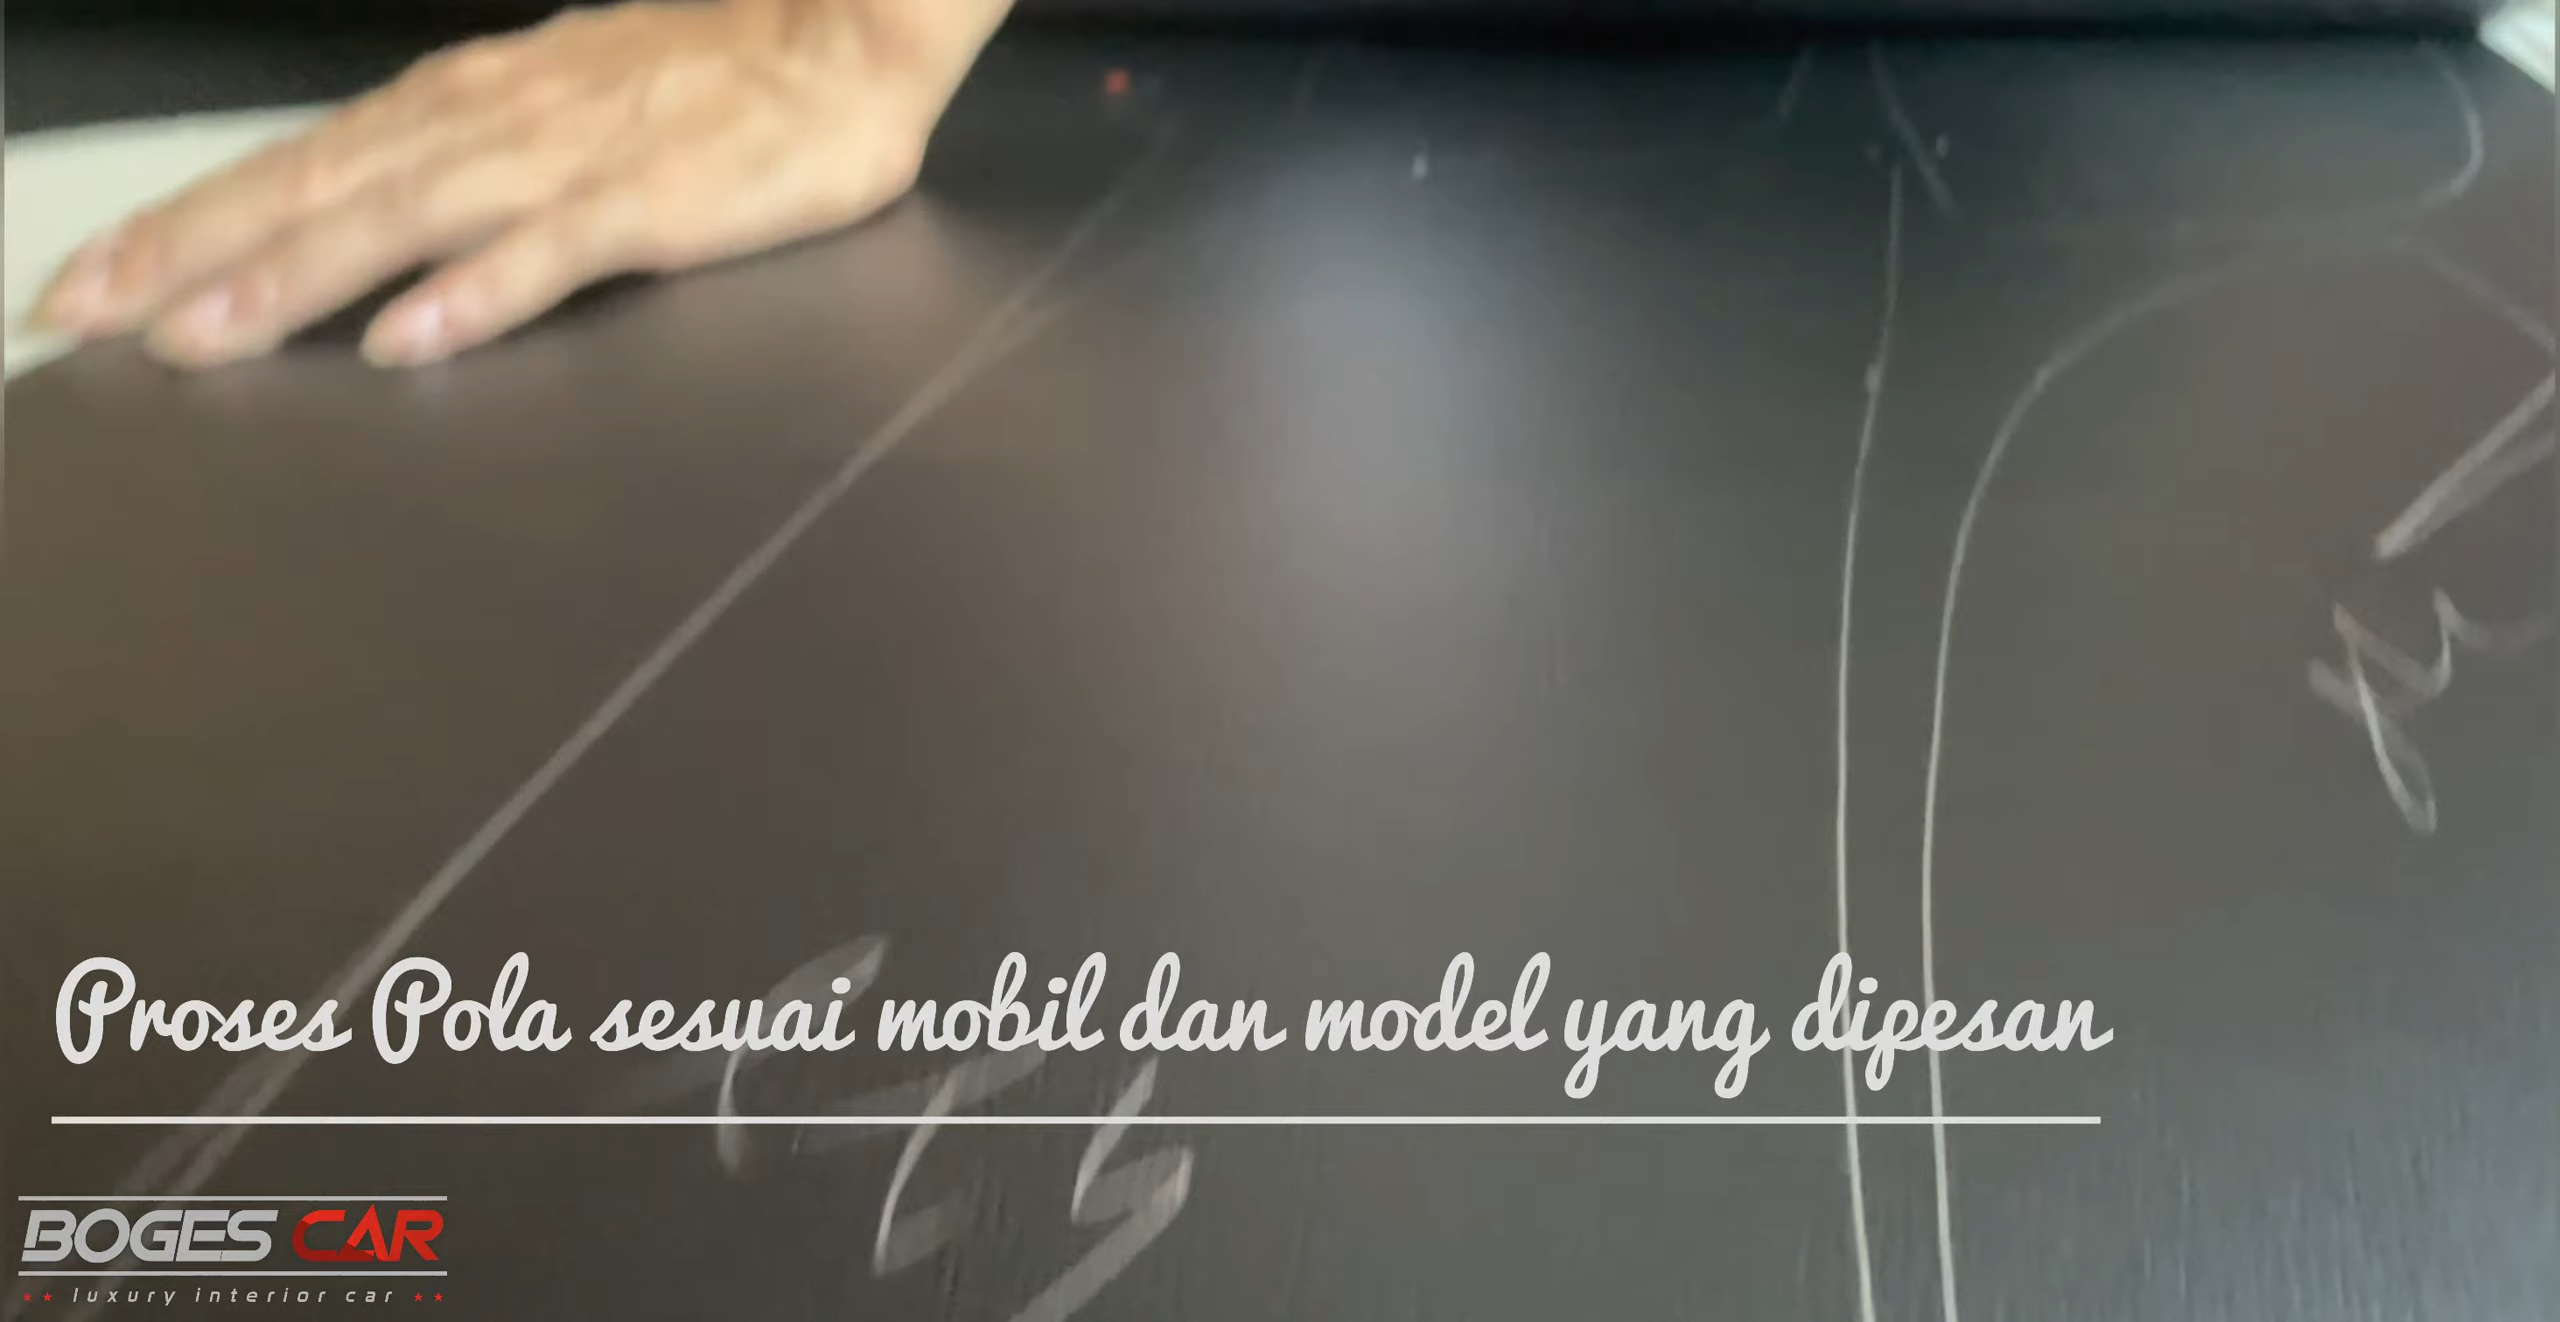 Proses Pola sesuai mobil dan model yang dipesan
BOGES CAR
luxury interior car